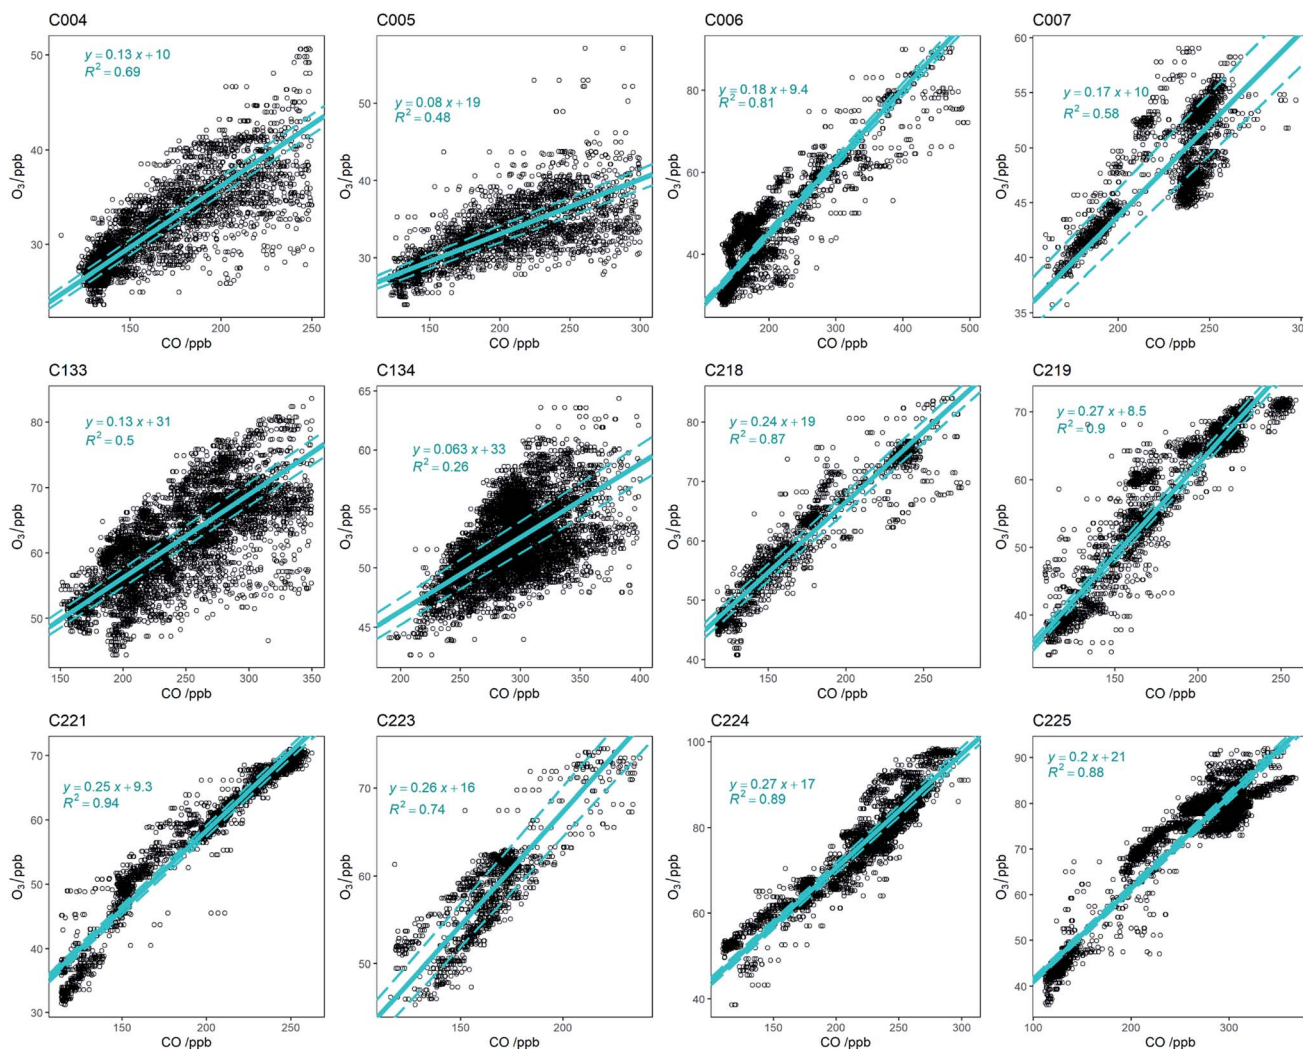 C004
y = 0.13 x + 10
R² = 0.69
50
40
30
O₃/ppb
150 200 250
CO /ppb
C005
y = 0.08 x + 19
R² = 0.48
50
40
30
O₃/ppb
150 200 250 300
CO /ppb
C006
y = 0.18 x + 9.4
R² = 0.81
80
60
40
O₃/ppb
100 200 300 400 500
CO /ppb
C007
y = 0.17 x + 10
R² = 0.58
60
55
50
45
40
35
O₃/ppb
200 250 300
CO /ppb
C133
y = 0.13 x + 31
R² = 0.5
80
70
60
50
O₃/ppb
150 200 250 300 350
CO /ppb
C134
y = 0.063 x + 33
R² = 0.26
65
60
55
50
45
O₃/ppb
200 250 300 350 400
CO /ppb
C218
y = 0.24 x + 19
R² = 0.87
80
70
60
50
40
O₃/ppb
150 200 250
CO /ppb
C219
y = 0.27 x + 8.5
R² = 0.9
70
60
50
40
O₃/ppb
150 200 250
CO /ppb
C221
y = 0.25 x + 9.3
R² = 0.94
70
60
50
40
30
O₃/ppb
150 200 250
CO /ppb
C223
y = 0.26 x + 16
R² = 0.74
70
60
50
O₃/ppb
150 200
CO /ppb
C224
y = 0.27 x + 17
R² = 0.89
100
80
60
40
O₃/ppb
100 150 200 250 300
CO /ppb
C225
y = 0.2 x + 21
R² = 0.88
90
80
70
60
50
40
O₃/ppb
100 200 300
CO /ppb